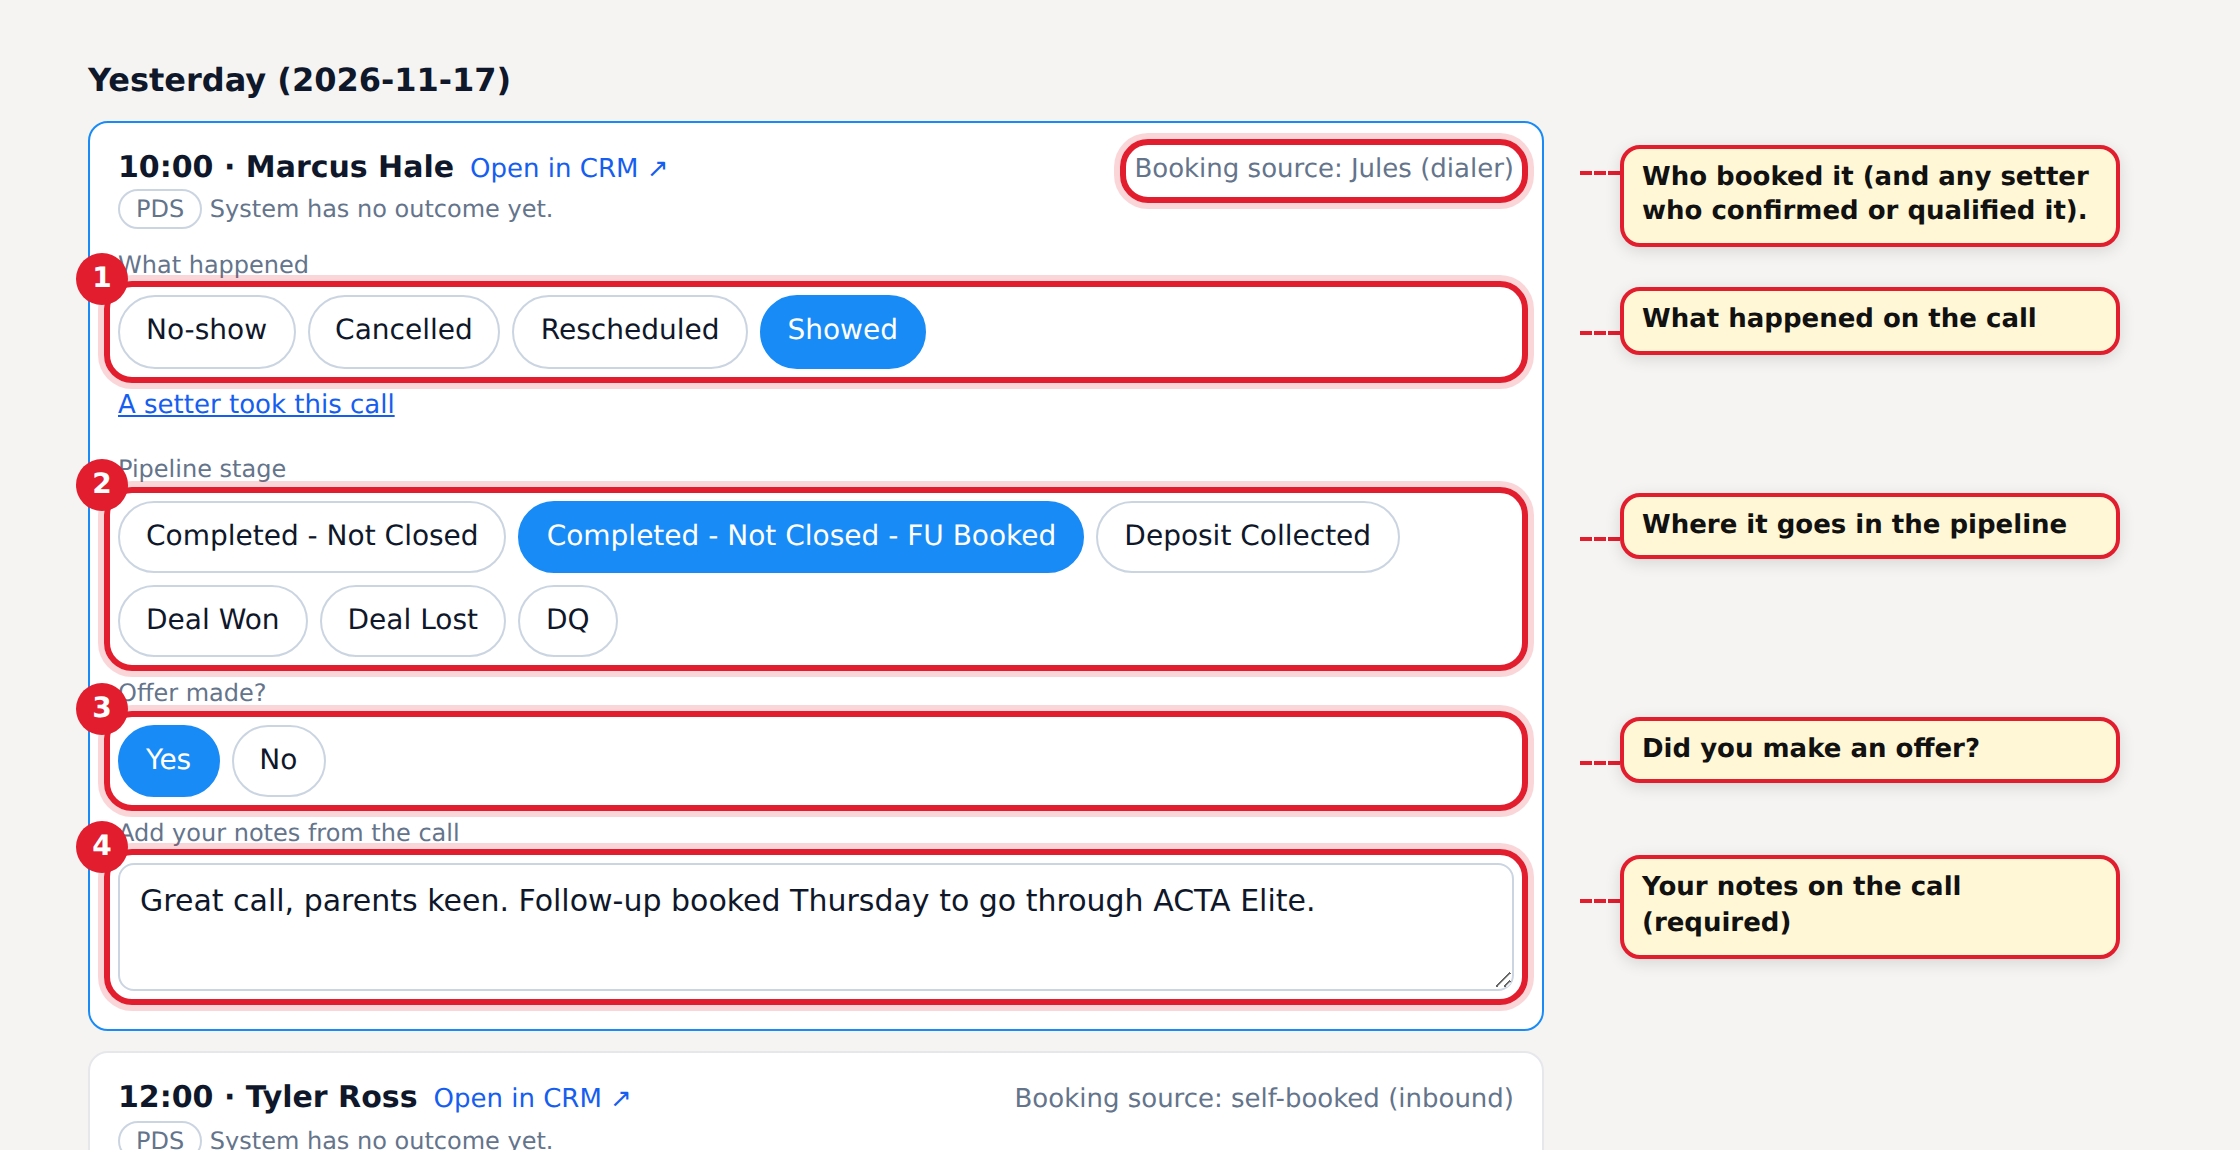 Yesterday (2026-11-17)
10:00 · Marcus Hale Open in CRM ↗ Booking source: Jules (dialer)
PDS System has no outcome yet.
Who booked it (and any setter
who confirmed or qualified it).
1 What happened
No-show Cancelled Rescheduled Showed
What happened on the call
A setter took this call
2 Pipeline stage
Completed - Not Closed Completed - Not Closed - FU Booked Deposit Collected
Where it goes in the pipeline
Deal Won Deal Lost DQ
3 Offer made?
Yes No
Did you make an offer?
4 Add your notes from the call
Great call, parents keen. Follow-up booked Thursday to go through ACTA Elite.
Your notes on the call
(required)
12:00 · Tyler Ross Open in CRM ↗ Booking source: self-booked (inbound)
PDS System has no outcome yet.